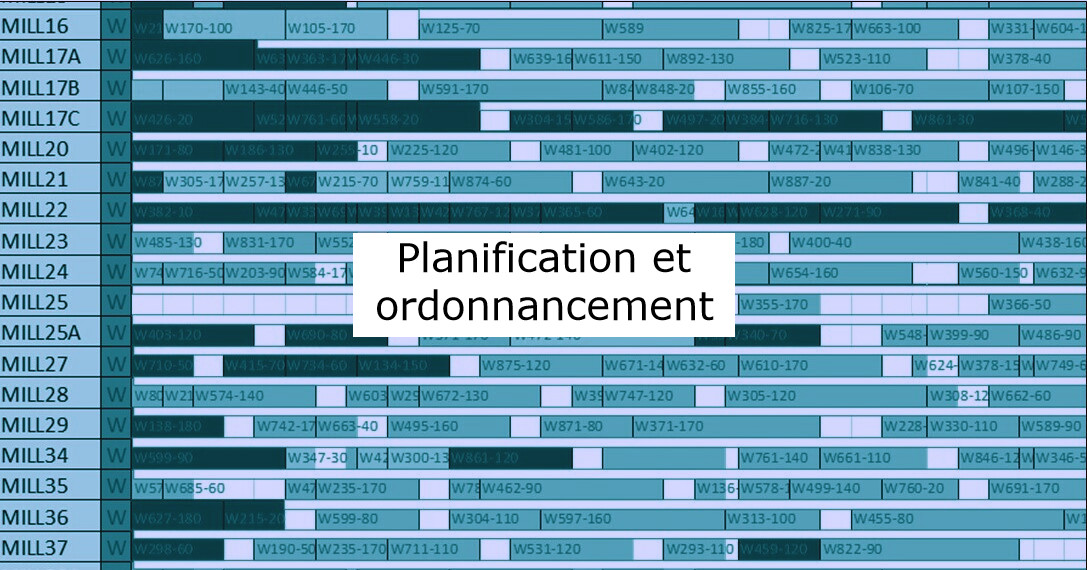 MILL16 W W170-100 W105-170 W125-70 W589 W825-17 W663-100 W331- W604-1
MILL17A W W626-160 W363-17 W446-30 W639-16 W611-150 W892-130 W523-110 W378-40
MILL17B W W143-40 W446-50 W591-170 W84 W848-20 W855-160 W106-70 W107-150
MILL17C W W426-20 W52 W761-60 W558-20 W304-15 W586-170 W497-20 W384- W716-130 W861-30
MILL20 W W171-80 W186-130 W255-10 W225-120 W481-100 W402-120 W472-2 W41 W838-130 W496- W146-3
MILL21 W W305-17 W257-13 W67 W215-70 W759-11 W874-60 W643-20 W887-20 W841-40 W288-2
MILL22 W W382-10 W47 W767-12 W365-60 W64 W628-120 W271-90 W368-40
MILL23 W W485-130 W831-170 W552 -180 W400-40 W438-160
MILL24 W W74 W716-50 W203-90 W584-17 W654-160 W560-150 W632-9
Planification et
ordonnancement
MILL25 W W355-170 W366-50
MILL25A W W403-120 W690-80 W548- W399-90 W486-90
MILL27 W W710-50 W415-70 W734-60 W134-150 W875-120 W671-14 W632-60 W610-170 W624- W378-15 W W749-6
MILL28 W W80 W21 W574-140 W603 W29 W672-130 W39 W747-120 W305-120 W308-12 W662-60
MILL29 W W138-180 W742-17 W663-40 W495-160 W871-80 W371-170 W228- W330-110 W589-90
MILL34 W W599-90 W347-30 W42 W300-13 W861-120 W761-140 W661-110 W846-12 W W346-5
MILL35 W W57 W685-60 W47 W235-170 W78 W462-90 W136- W578-1 W499-140 W760-20 W691-170
MILL36 W W627-180 W215-20 W599-80 W304-110 W597-160 W313-100 W455-80 W1
MILL37 W W298-60 W190-50 W235-170 W711-110 W531-120 W293-110 W459-120 W822-90